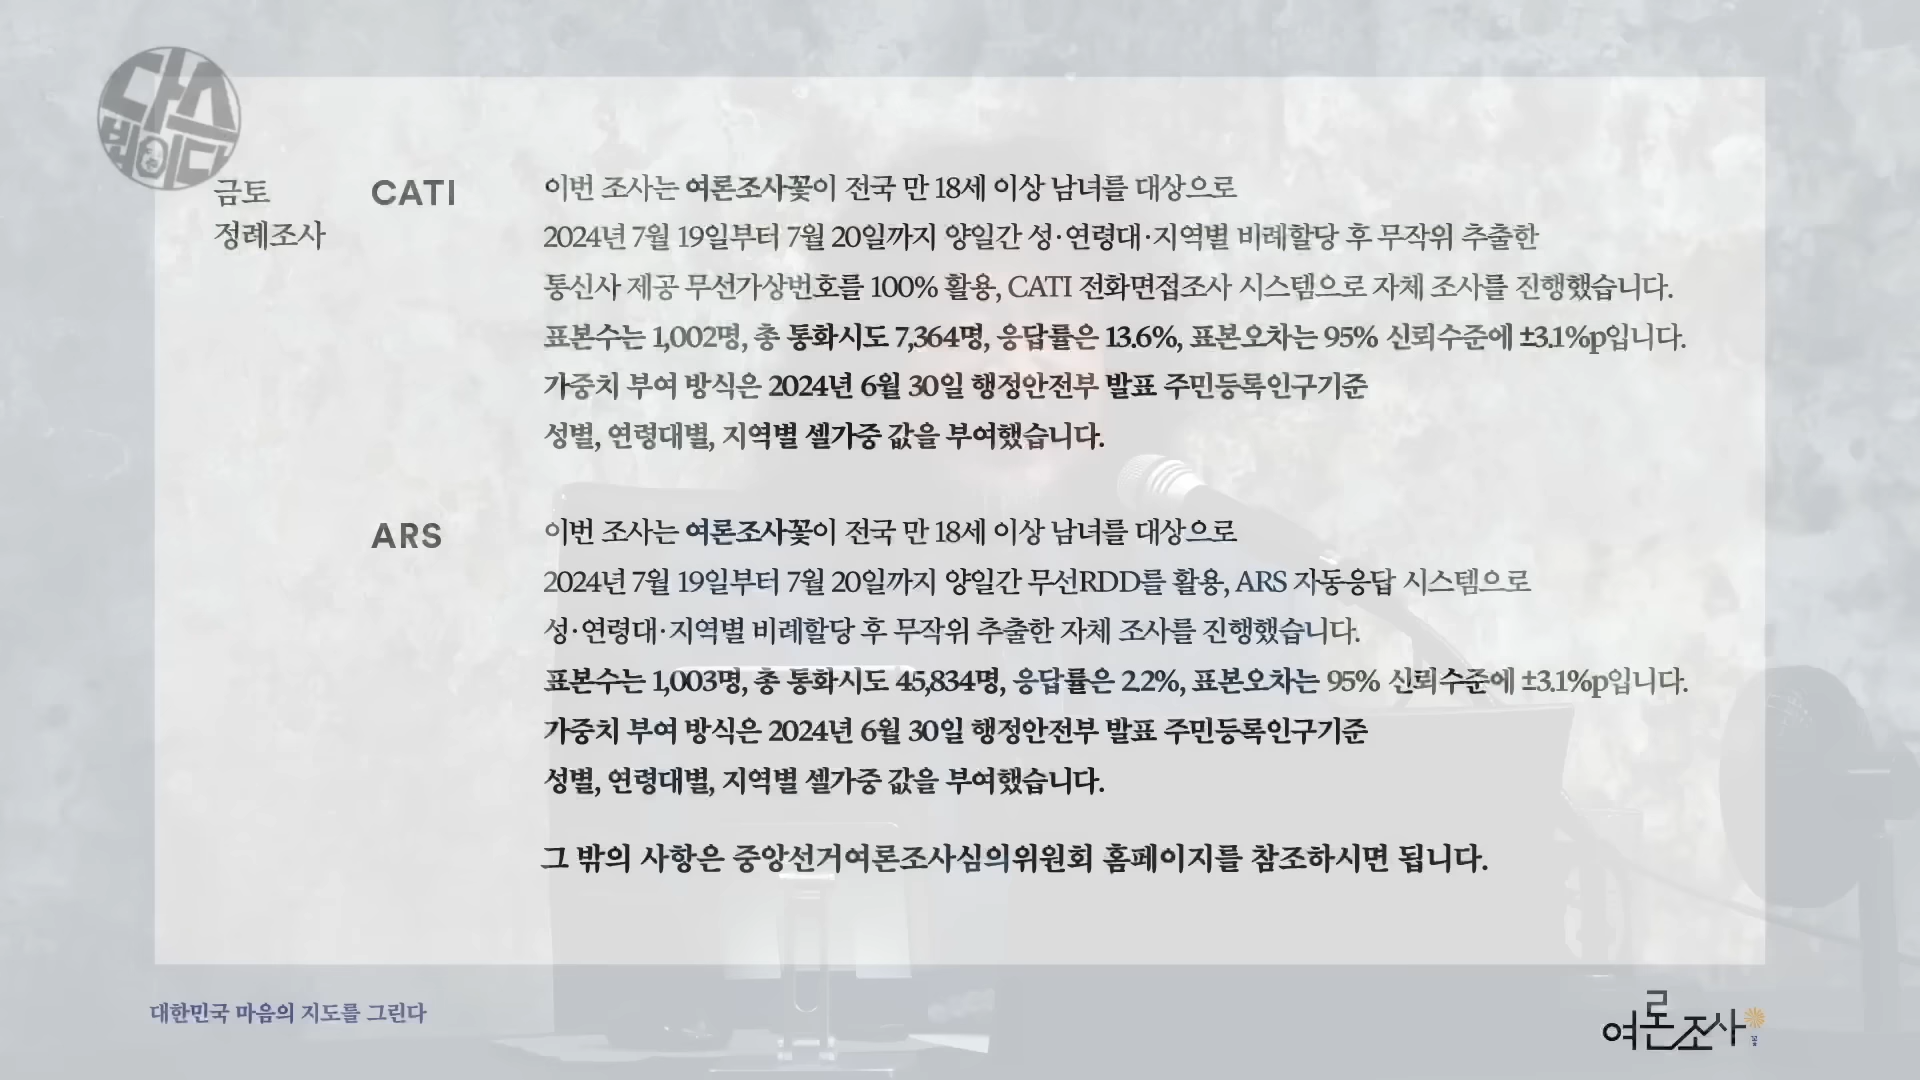 다스
뵈이다
금토
정례조사
CATI
이번 조사는 여론조사꽃이 전국 만 18세 이상 남녀를 대상으로
2024년 7월 19일부터 7월 20일까지 양일간 성·연령대·지역별 비례할당 후 무작위 추출한
통신사 제공 무선가상번호를 100% 활용, CATI 전화면접조사 시스템으로 자체 조사를 진행했습니다.
표본수는 1,002명, 총 통화시도 7,364명, 응답률은 13.6%, 표본오차는 95% 신뢰수준에 ±3.1%p입니다.
가중치 부여 방식은 2024년 6월 30일 행정안전부 발표 주민등록인구기준
성별, 연령대별, 지역별 셀가중 값을 부여했습니다.
ARS
이번 조사는 여론조사꽃이 전국 만 18세 이상 남녀를 대상으로
2024년 7월 19일부터 7월 20일까지 양일간 무선RDD를 활용, ARS 자동응답 시스템으로
성·연령대·지역별 비례할당 후 무작위 추출한 자체 조사를 진행했습니다.
표본수는 1,003명, 총 통화시도 45,834명, 응답률은 2.2%, 표본오차는 95% 신뢰수준에 ±3.1%p입니다.
가중치 부여 방식은 2024년 6월 30일 행정안전부 발표 주민등록인구기준
성별, 연령대별, 지역별 셀가중 값을 부여했습니다.
그 밖의 사항은 중앙선거여론조사심의위원회 홈페이지를 참조하시면 됩니다.
대한민국 마음의 지도를 그린다
여론조사꽃